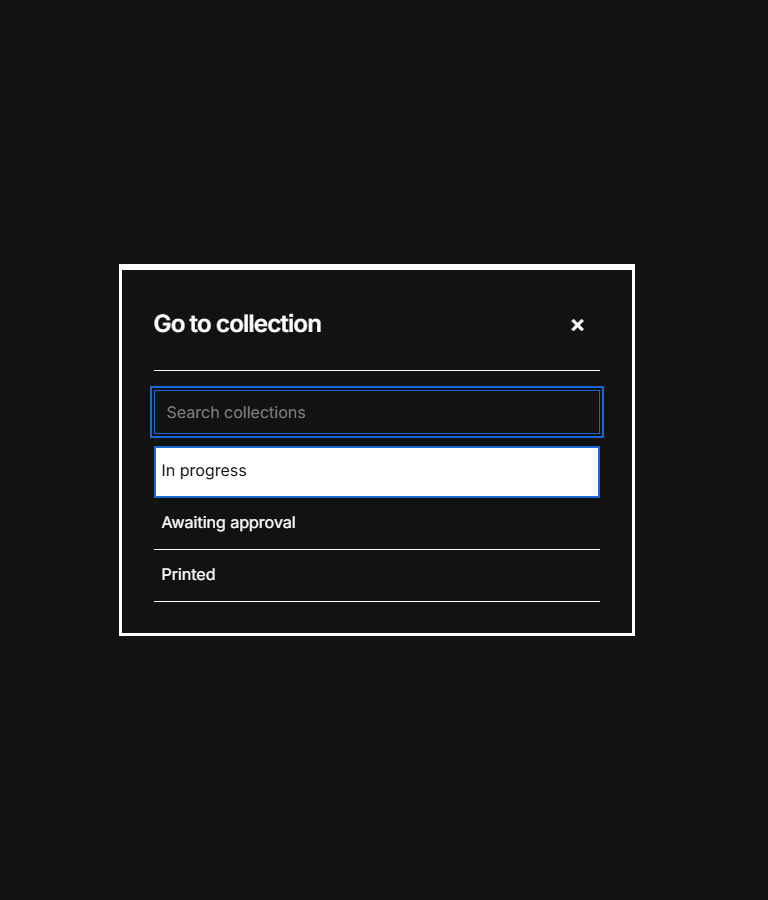 Go to collection ×
Search collections
In progress
Awaiting approval
Printed